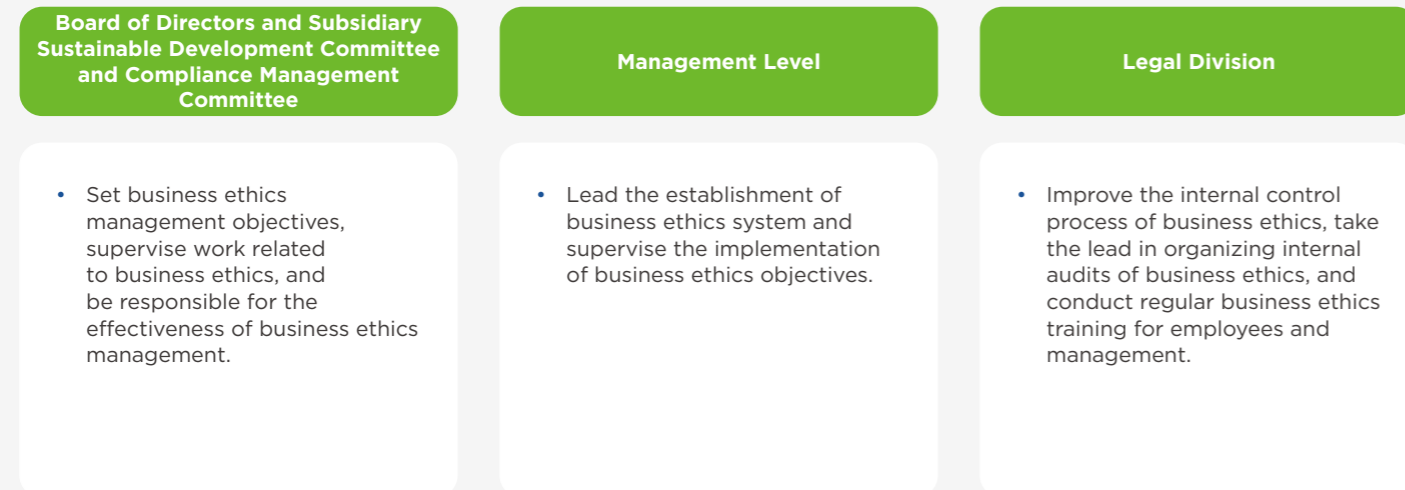 Board of Directors and Subsidiary
Sustainable Development Committee
and Compliance Management
Committee
• Set business ethics
management objectives,
supervise work related
to business ethics, and
be responsible for the
effectiveness of business ethics
management.
Management Level
• Lead the establishment of
business ethics system and
supervise the implementation
of business ethics objectives.
Legal Division
• Improve the internal control
process of business ethics, take
the lead in organizing internal
audits of business ethics, and
conduct regular business ethics
training for employees and
management.